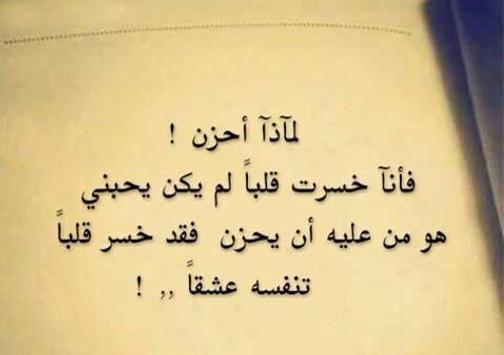 لمآذآ أحزن !
فأنآ خسرت قلباً لم يكن يحبني
هو من عليه أن يحزن فقد خسر قلباً
تنفسه عشقاً ,, !